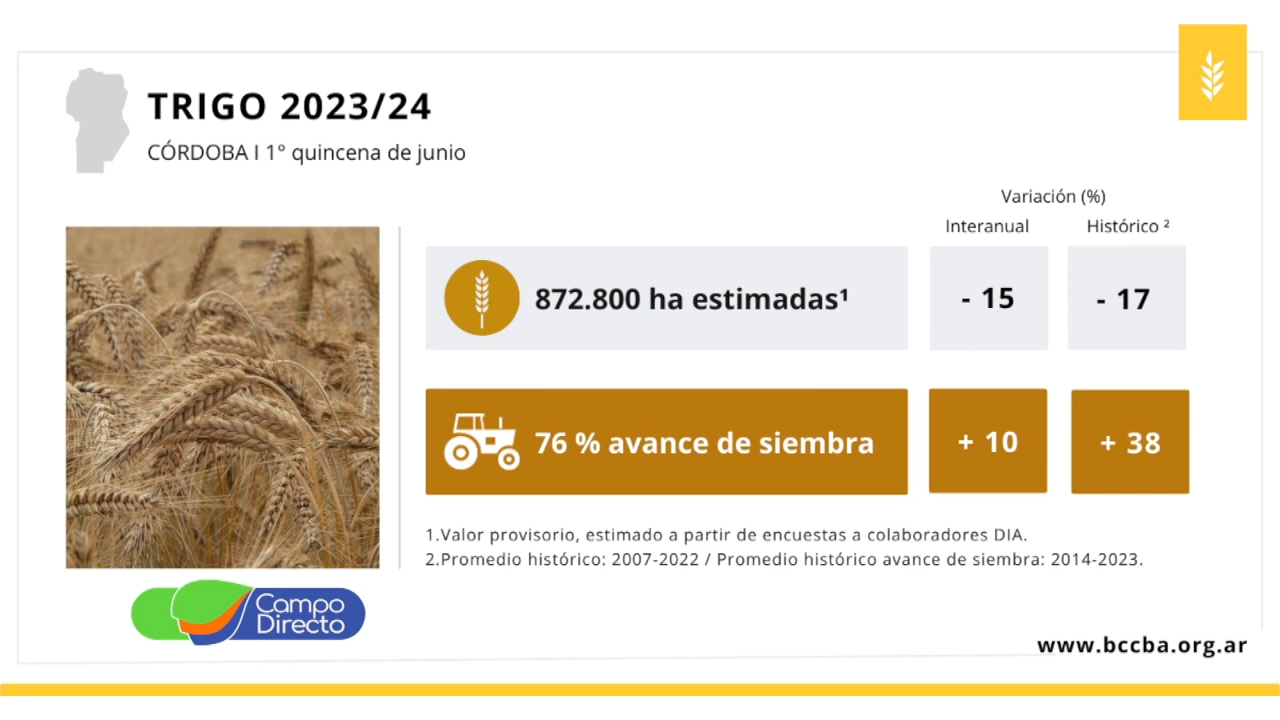 TRIGO 2023/24
CÓRDOBA I 1° quincena de junio
Variación (%)
Interanual
Histórico ²
872.800 ha estimadas¹
- 15
- 17
76 % avance de siembra
+ 10
+ 38
1.Valor provisorio, estimado a partir de encuestas a colaboradores DIA.
2.Promedio histórico: 2007-2022 / Promedio histórico avance de siembra: 2014-2023.
Campo
Directo
www.bccba.org.ar